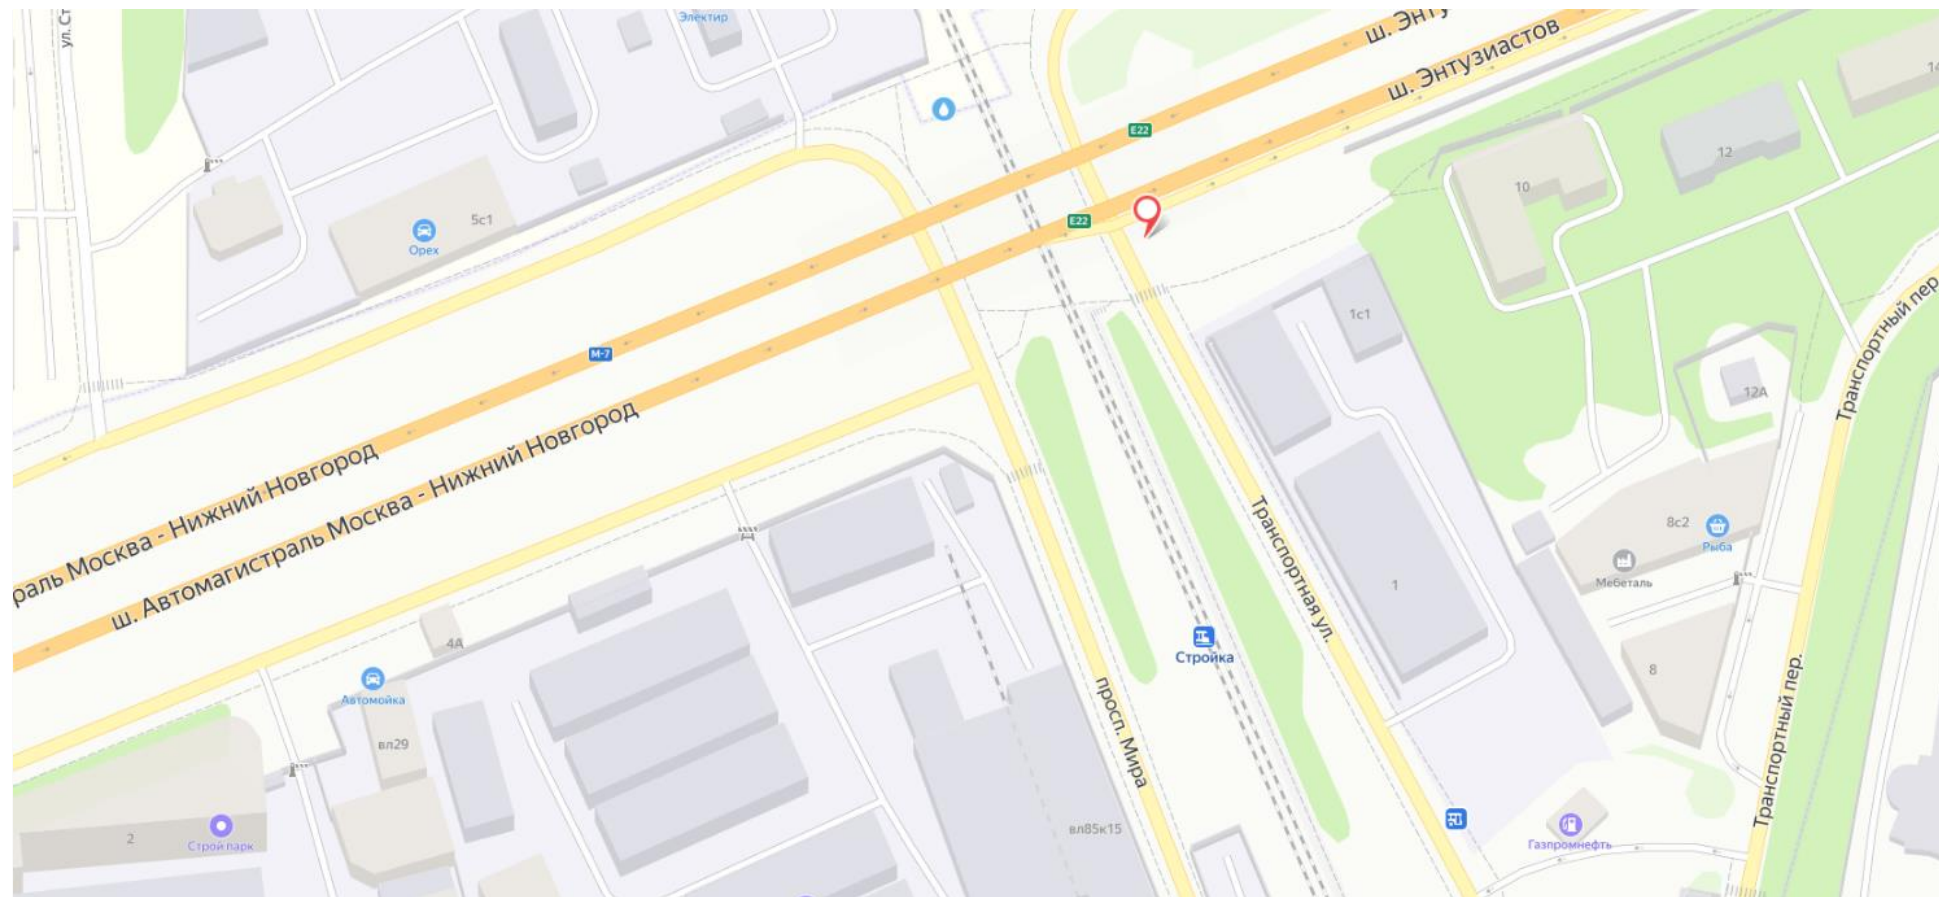 ул. Ст
Электир
ш. Энту
ш. Энтузиастов
14
E22
12
10
5с1
E22
Орех
1с1
Транспортный пер.
М-7
12А
раль Москва - Нижний Новгород
ш. Автомагистраль Москва - Нижний Новгород
8с2
Рыба
Мебеталь
1
Транспортная ул.
4А
Стройка
8
Автомойка
просп. Мира
вл29
Транспортный пер.
2
Строй парк
вл85к15
Газпромнефть